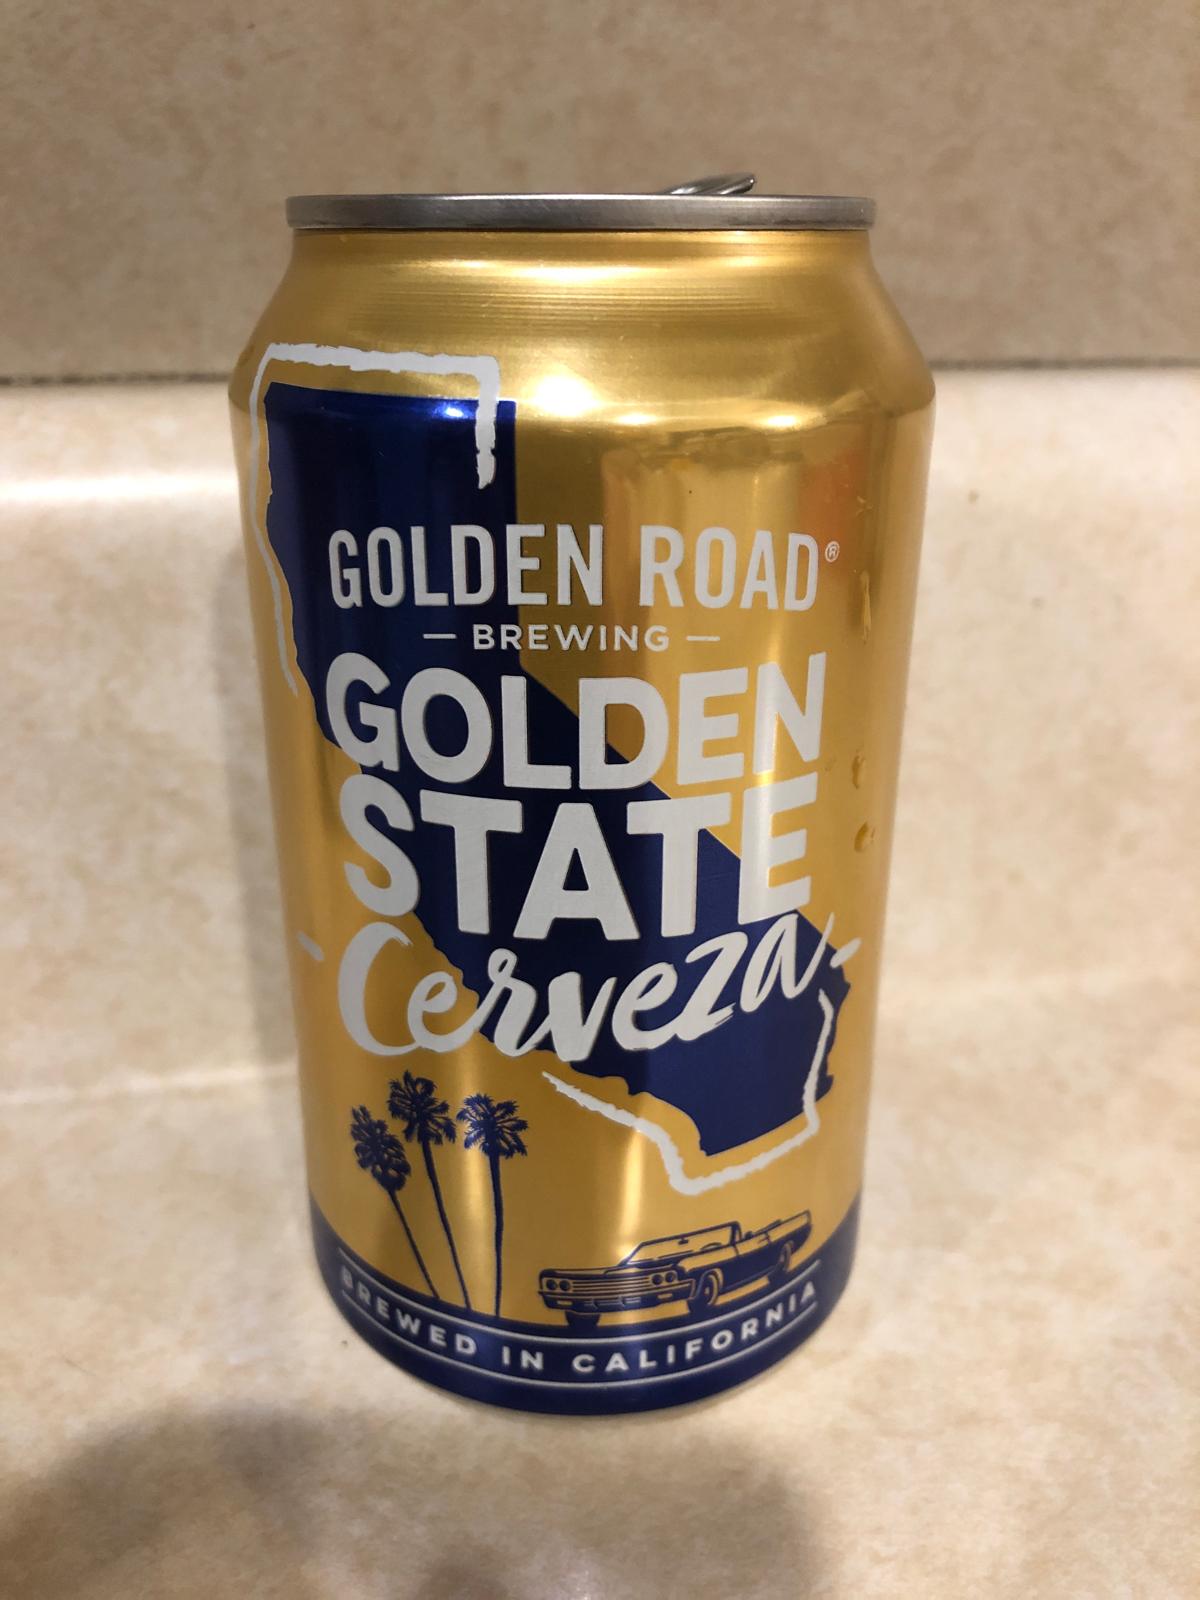 GOLDEN ROAD®
— BREWING —
GOLDEN
STATE
-Cerveza-
BREWED IN CALIFORNIA